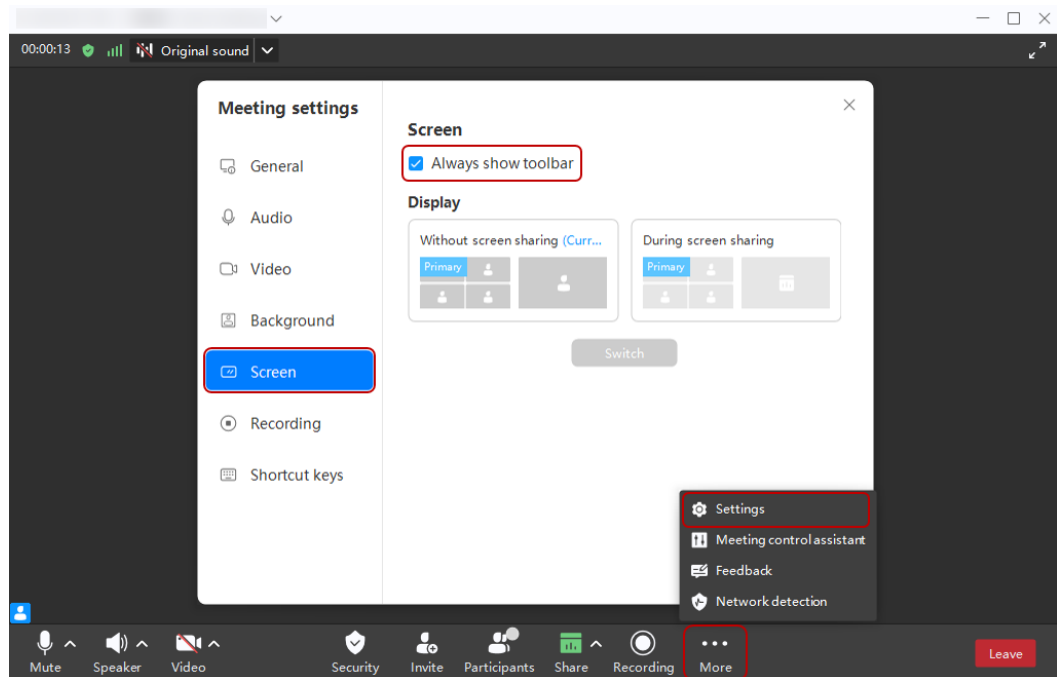 00:00:13
Original sound
Meeting settings
General
Audio
Video
Background
Screen
Recording
Shortcut keys
Screen
Always show toolbar
Display
Without screen sharing (Curr...
Primary
During screen sharing
Primary
Switch
Settings
Meeting control assistant
Feedback
Network detection
Mute
Speaker
Video
Security
Invite
Participants
Share
Recording
More
Leave